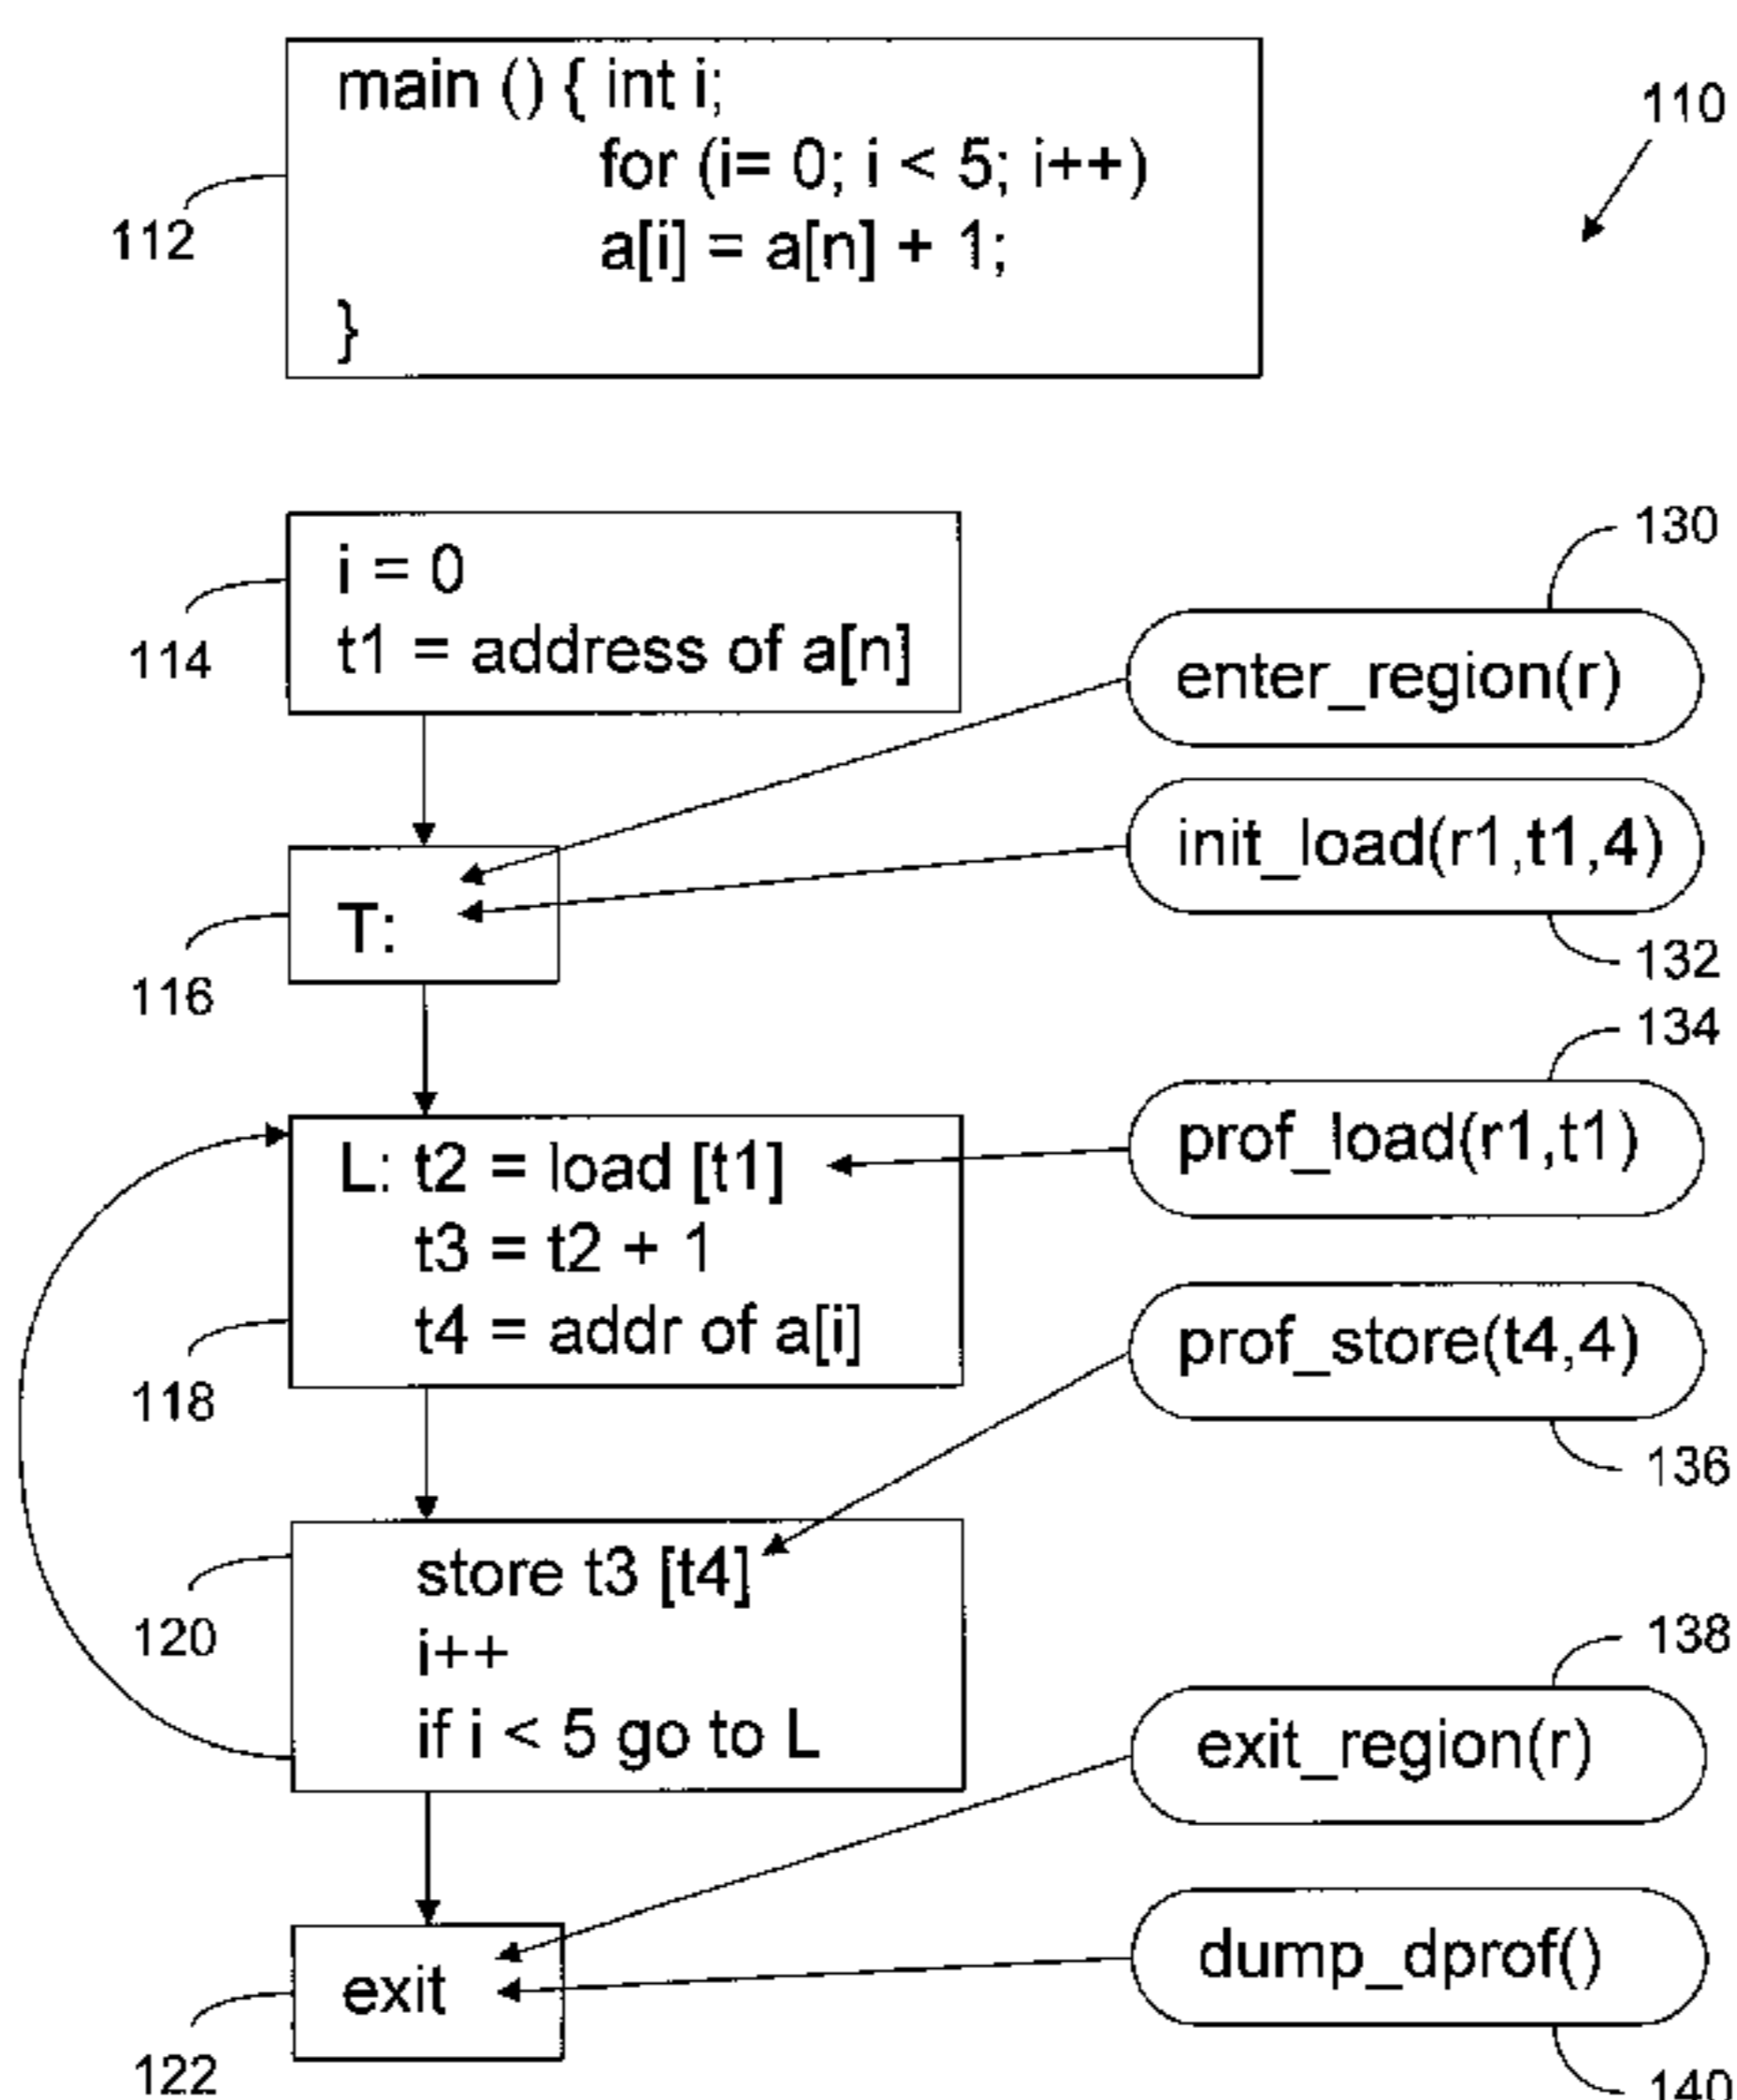 main () { int i;
for (i= 0; i < 5; i++)
a[i] = a[n] + 1;
}
110
112
i = 0
t1 = address of a[n]
114
130
enter_region(r)
init_load(r1,t1,4)
132
T:
116
134
prof_load(r1,t1)
L: t2 = load [t1]
t3 = t2 + 1
t4 = addr of a[i]
118
prof_store(t4,4)
136
store t3 [t4]
i++
if i < 5 go to L
120
138
exit_region(r)
exit
122
dump_dprof()
140